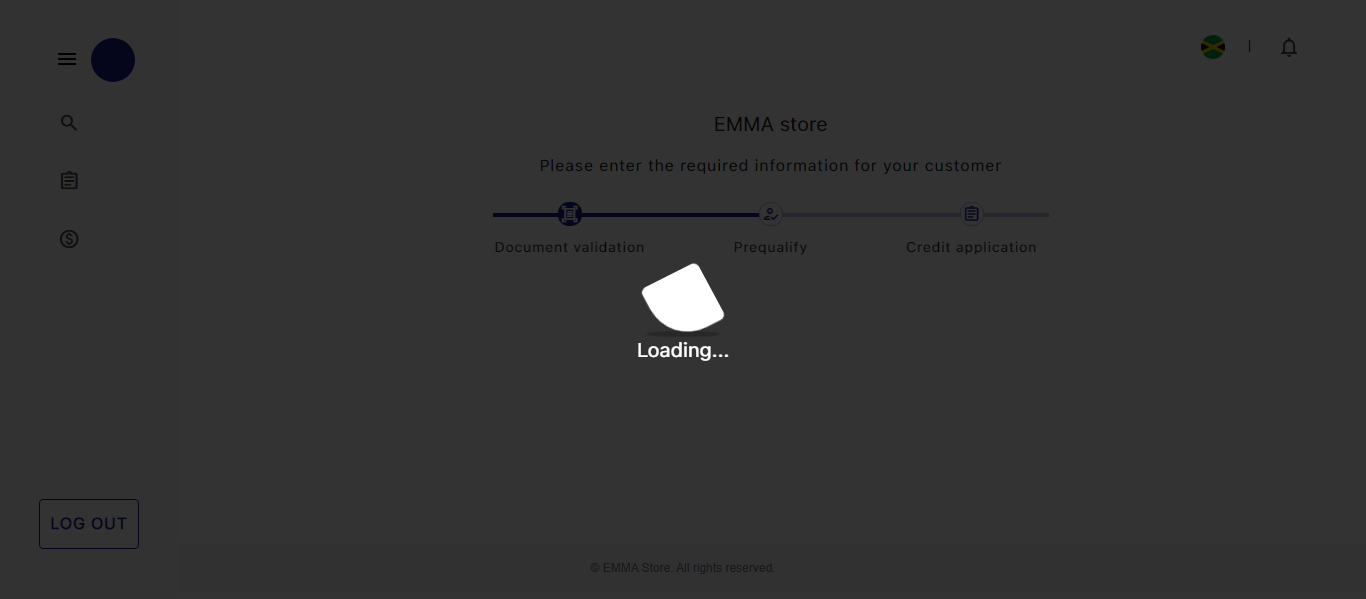 EMMA store
Please enter the required information for your customer
Document validation
Prequalify
Credit application
Loading...
LOG OUT
© EMMA Store. All rights reserved.